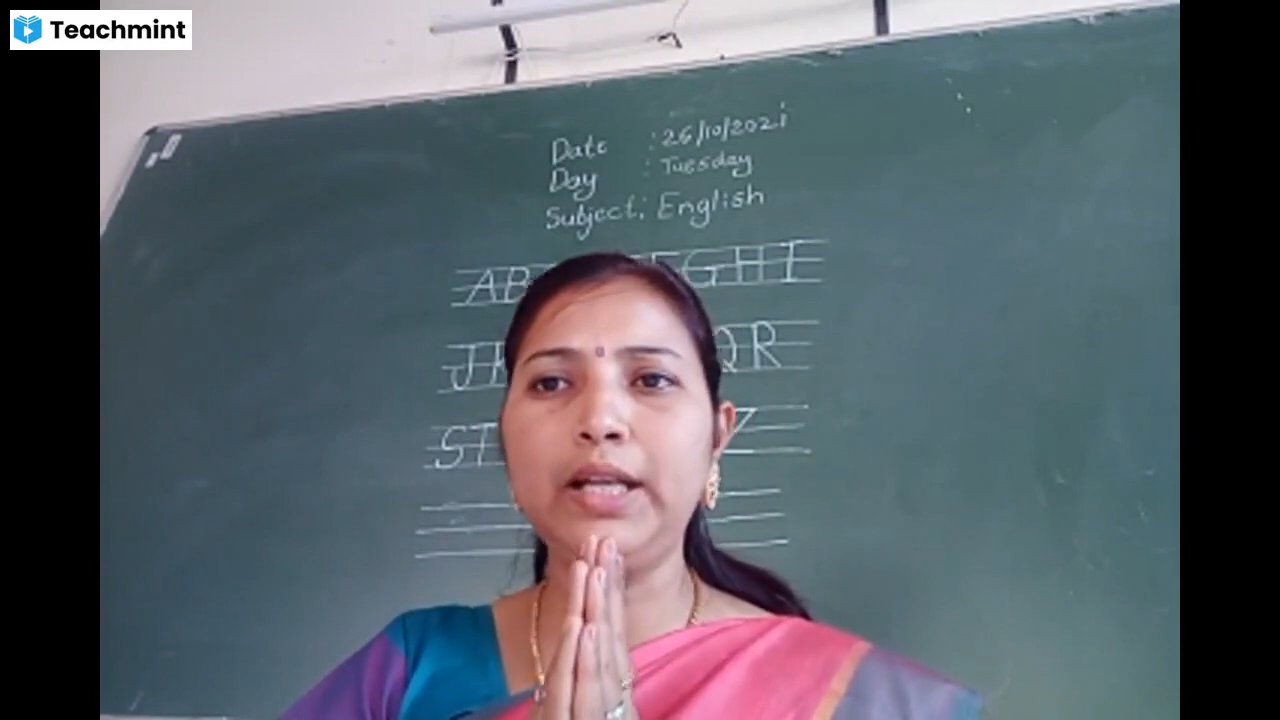 Teachmint
Date : 26/10/2021
Day : Tuesday
Subject : English
AB GHI
J QR
ST Z